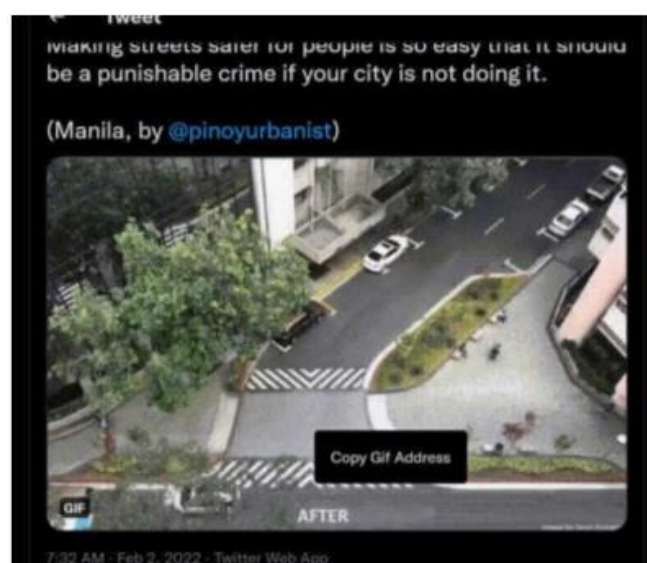 Tweet
Making streets safer for people is so easy that it should
be a punishable crime if your city is not doing it.
(Manila, by @pinoyurbanist)
Copy Gif Address
GIF
AFTER
7:32 AM · Feb 2, 2022 · Twitter Web App